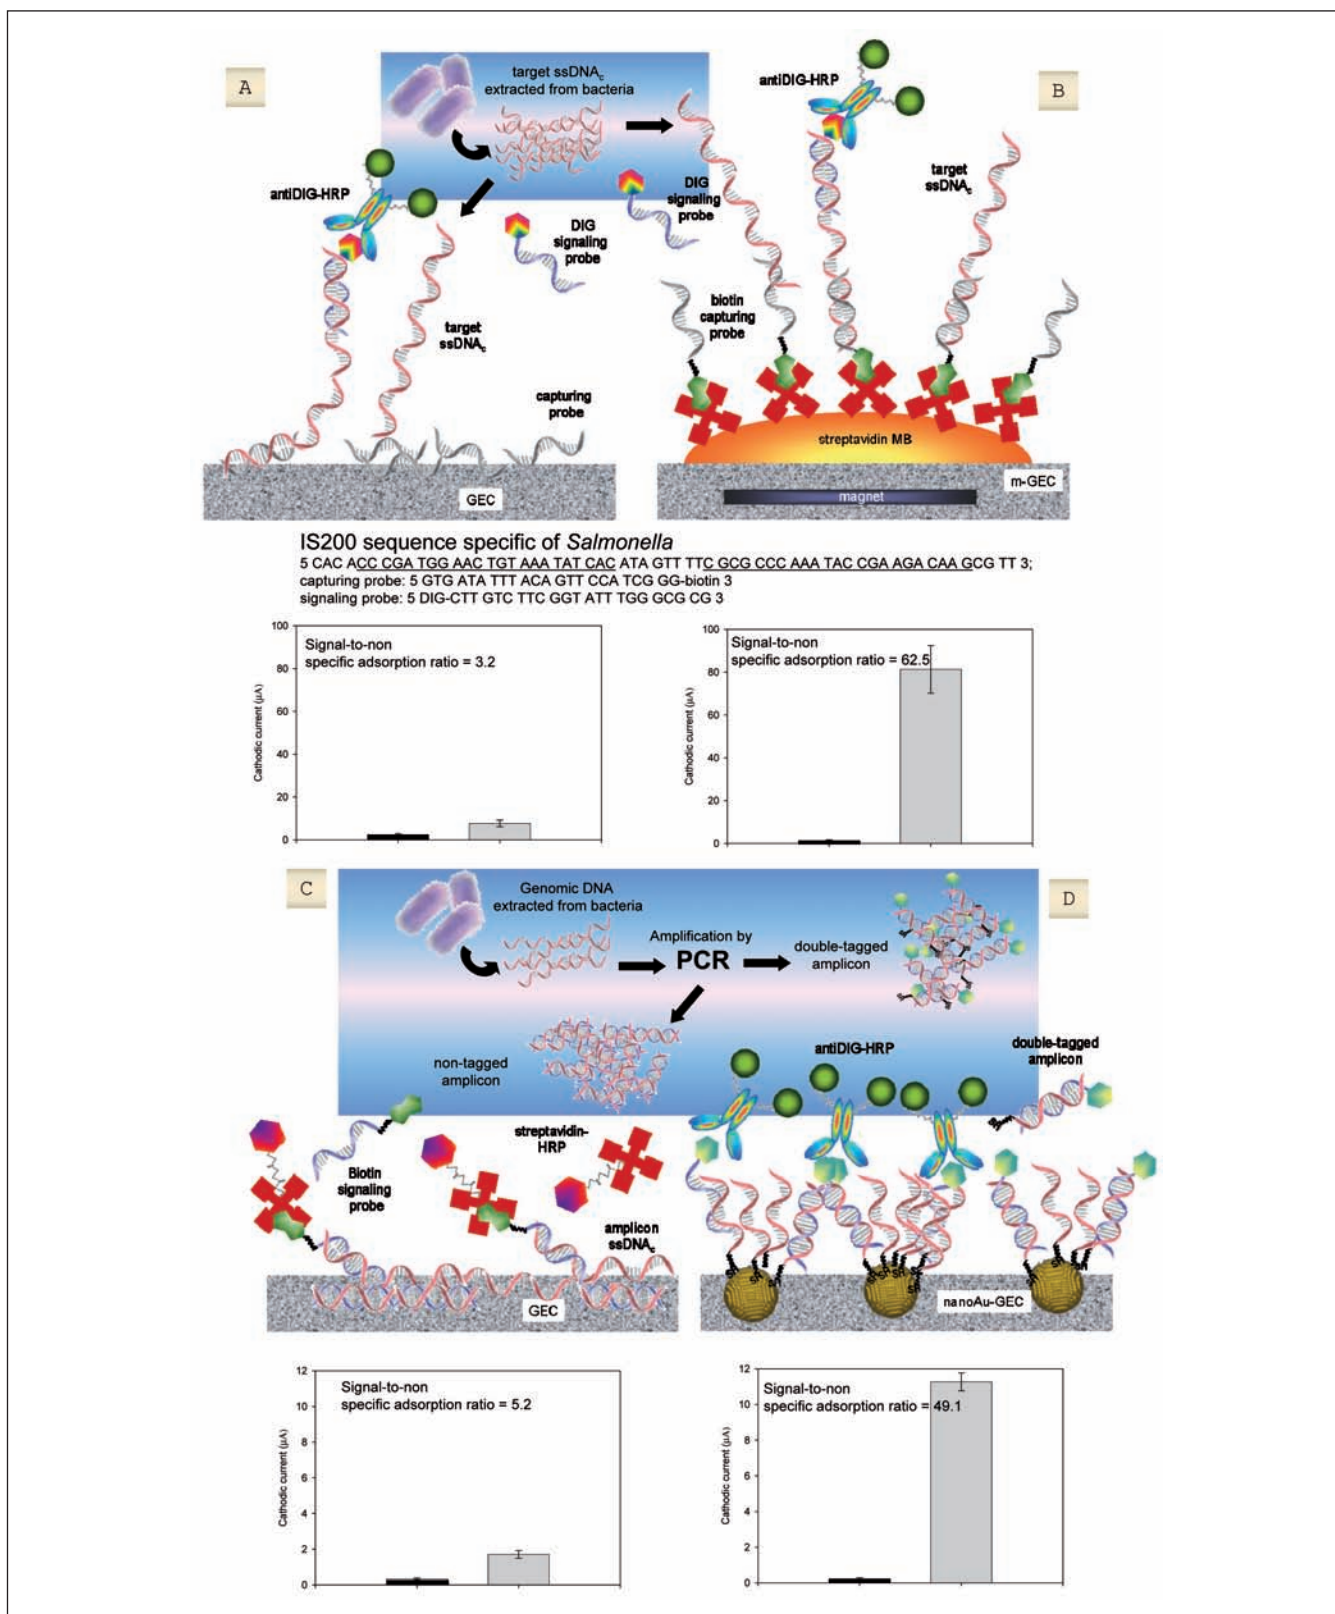 A
target ssDNAc
extracted from bacteria
antiDIG-HRP
B
antiDIG-HRP
DIG
signaling
probe
DIG
signaling
probe
target
ssDNAc
target
ssDNAc
biotin
capturing
probe
capturing
probe
streptavidin MB
GEC
m-GEC
magnet
IS200 sequence specific of Salmonella
5 CAC ACCC CGA TGG AAC TGT AAA TAT CAC ATA GTT TTC GCG CCC AAA TAC CGA AGA CAA GCG TT 3;
capturing probe: 5 GTG ATA TTT ACA GTT CCA TCG GG-biotin 3
signaling probe: 5 DIG-CTT GTC TTC GGT ATT TGG GCG CG 3
Signal-to-non
specific adsorption ratio = 3.2
Cathodic current (µA)
100
80
60
40
20
0
Signal-to-non
specific adsorption ratio = 62.5
Cathodic current (µA)
100
80
60
40
20
0
C
Genomic DNA
extracted from bacteria
Amplification by
PCR
double-tagged
amplicon
D
non-tagged
amplicon
antiDIG-HRP
double-tagged
amplicon
streptavidin-
HRP
Biotin
signaling
probe
amplicon
ssDNAc
GEC
SH
nanoAu-GEC
Signal-to-non
specific adsorption ratio = 5.2
Cathodic current (µA)
12
10
8
6
4
2
0
Signal-to-non
specific adsorption ratio = 49.1
Cathodic current (µA)
12
10
8
6
4
2
0